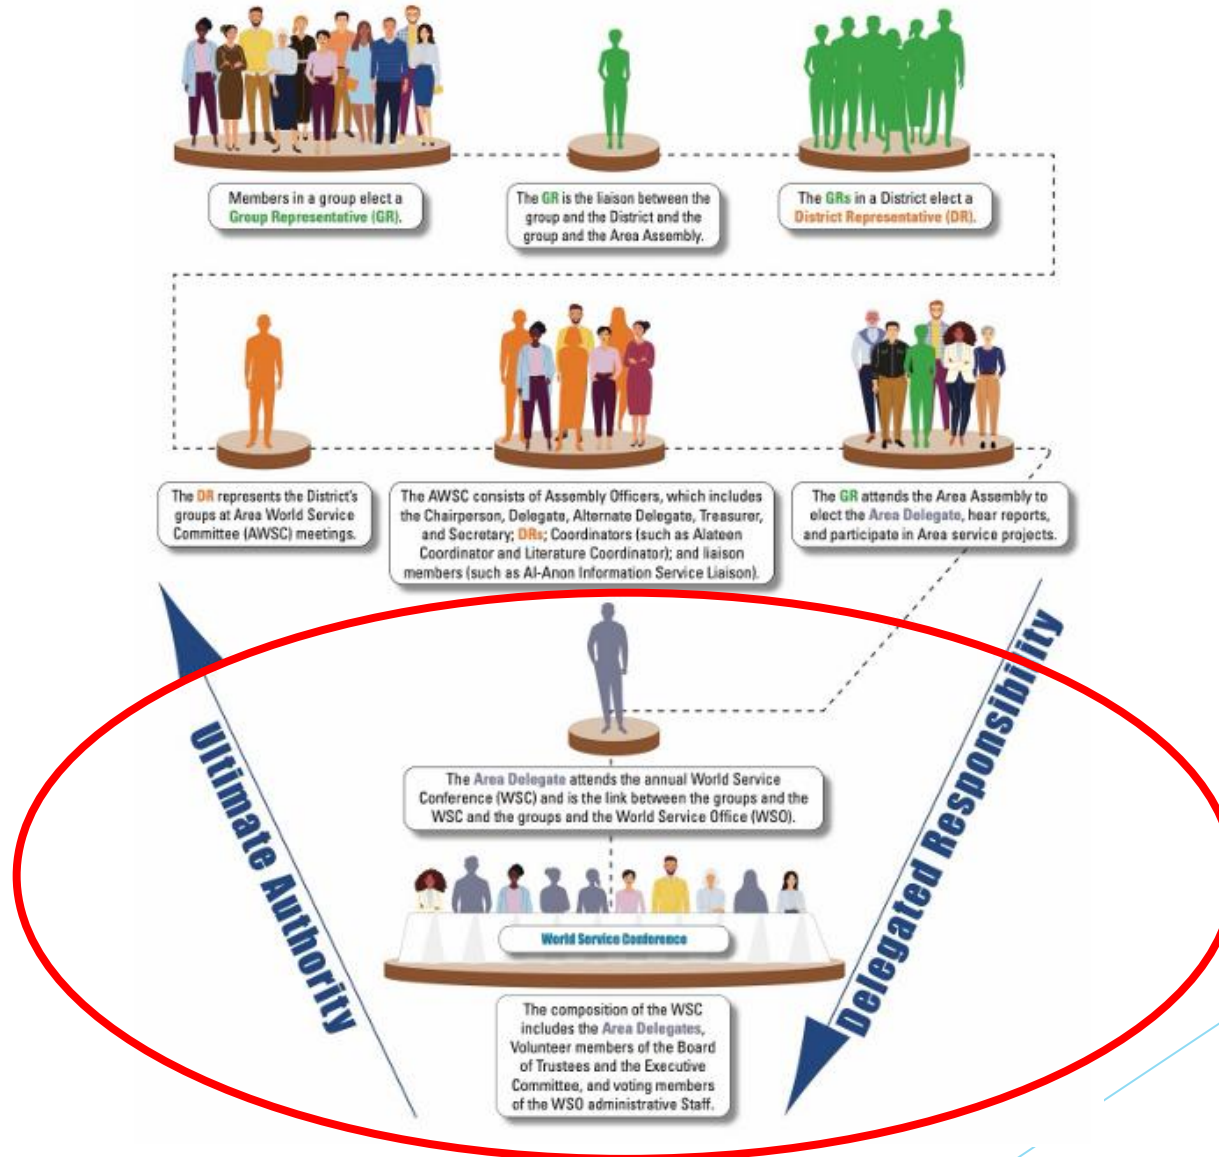 Members in a group elect a
Group Representative (GR).
The GR is the liaison between the
group and the District and the
group and the Area Assembly.
The GRs in a District elect a
District Representative (DR).
The DR represents the District's
groups at Area World Service
Committee (AWSC) meetings.
The AWSC consists of Assembly Officers, which includes
the Chairperson, Delegate, Alternate Delegate, Treasurer,
and Secretary; DRs; Coordinators (such as Alateen
Coordinator and Literature Coordinator); and liaison
members (such as Al-Anon Information Service Liaison).
The GR attends the Area Assembly to
elect the Area Delegate, hear reports,
and participate in Area service projects.
Ultimate Authority
Delegated Responsibility
The Area Delegate attends the annual World Service
Conference (WSC) and is the link between the groups and the
WSC and the groups and the World Service Office (WSO).
World Service Conference
The composition of the WSC
includes the Area Delegates,
Volunteer members of the Board
of Trustees and the Executive
Committee, and voting members
of the WSO administrative Staff.